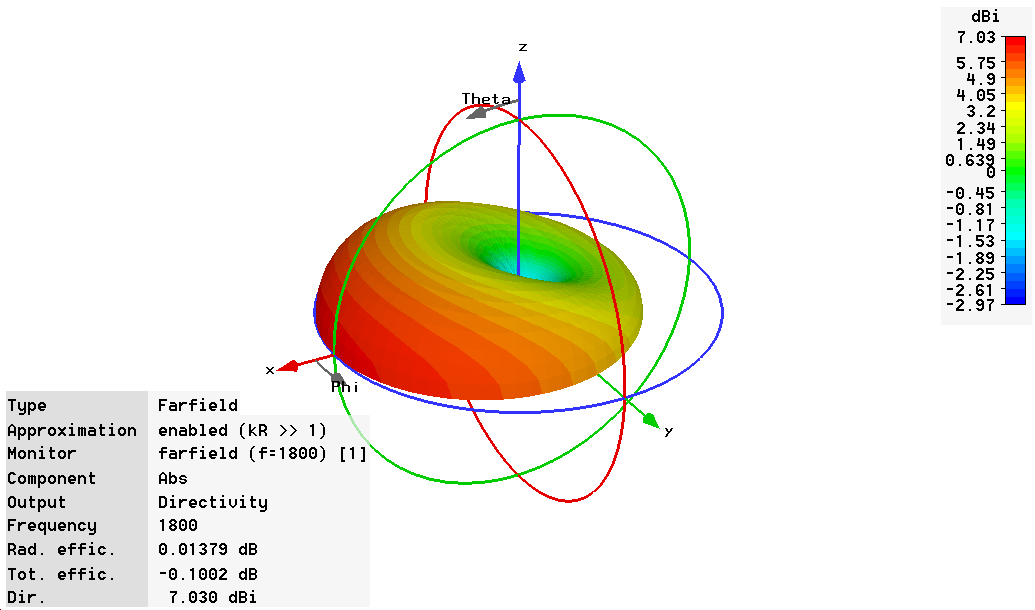 dBi
7.03
5.75
4.9
4.05
3.2
2.34
1.49
0.639
0
-0.45
-0.81
-1.17
-1.53
-1.89
-2.25
-2.61
-2.97
z
Theta
x
Phi
y
Type Farfield
Approximation enabled (kR >> 1)
Monitor farfield (f=1800) [1]
Component Abs
Output Directivity
Frequency 1800
Rad. effic. 0.01379 dB
Tot. effic. -0.1002 dB
Dir. 7.030 dBi